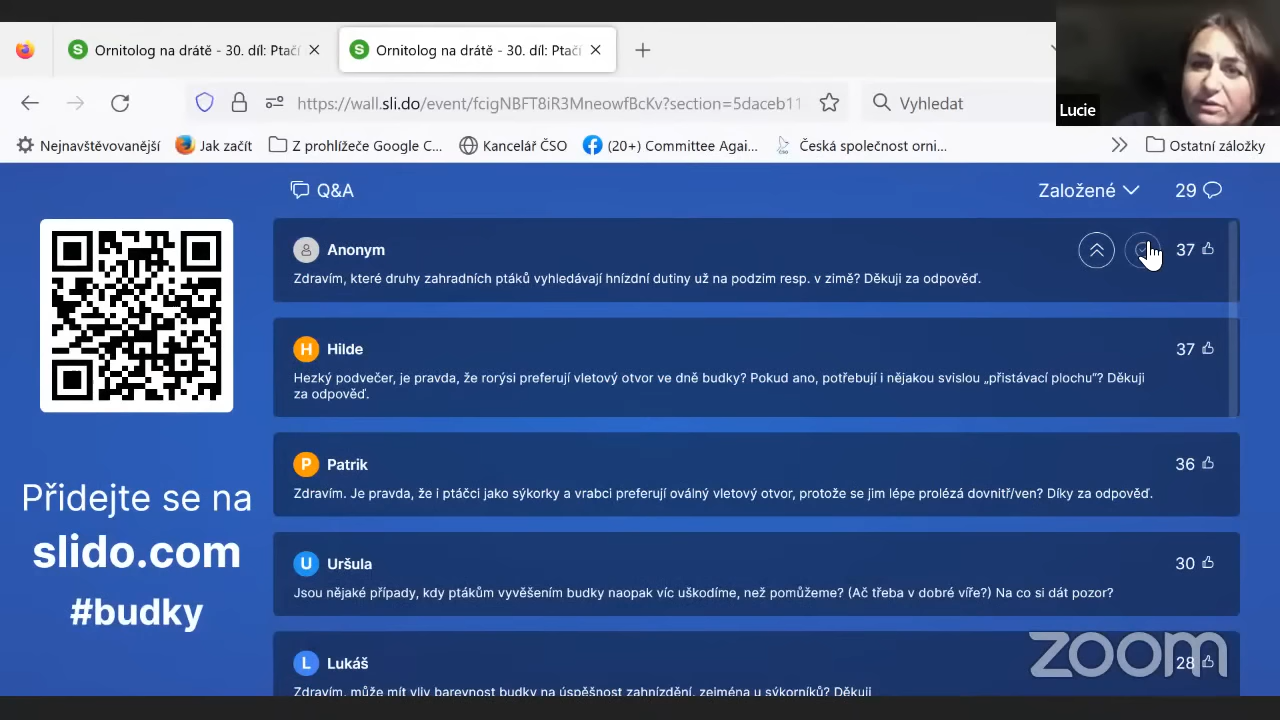 Ornitolog na drátě - 30. díl: Ptačí
Ornitolog na drátě - 30. díl: Ptačí
https://wall.sli.do/event/fcigNBFT8iR3MneowfBcKv?section=5daceb11
Vyhledat
Lucie
Nejnavštěvovanější
Jak začít
Z prohlížeče Google C...
Kancelář ČSO
(20+) Committee Agai...
Česká společnost orni...
Ostatní záložky
Q&A
Založené
29
Anonym
37
Zdravím, které druhy zahradních ptáků vyhledávají hnízdní dutiny už na podzim resp. v zimě? Děkuji za odpověď.
H Hilde
37
Hezký podvečer, je pravda, že rorýsi preferují vletový otvor ve dně budky? Pokud ano, potřebují i nějakou svislou „přistávací plochu“? Děkuji
za odpověď.
P Patrik
36
Zdravím. Je pravda, že i ptáčci jako sýkorky a vrabci preferují oválný vletový otvor, protože se jim lépe prolézá dovnitř/ven? Díky za odpověď.
U Uršula
30
Jsou nějaké případy, kdy ptákům vyvěšením budky naopak víc uškodíme, než pomůžeme? (Ač třeba v dobré víře?) Na co si dát pozor?
L Lukáš
28
Zdravím, může mít vliv barevnost budky na úspěšnost zahnízdění, zejména u sýkorníků? Děkuji
Přidejte se na
slido.com
#budky
zoom